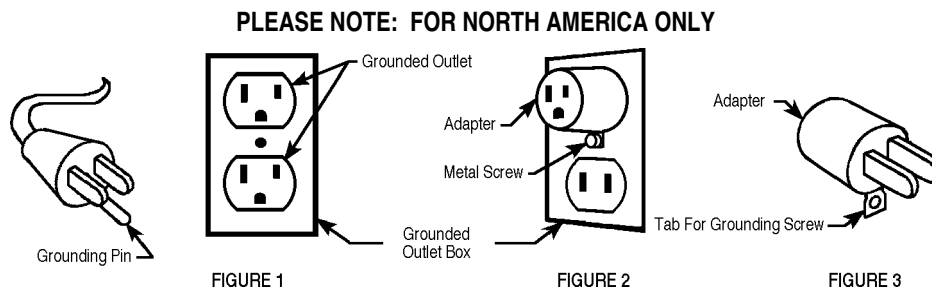 PLEASE NOTE: FOR NORTH AMERICA ONLY
Grounded Outlet
Adapter
Metal Screw
Adapter
Tab For Grounding Screw
Grounding Pin
Grounded
Outlet Box
FIGURE 1
FIGURE 2
FIGURE 3